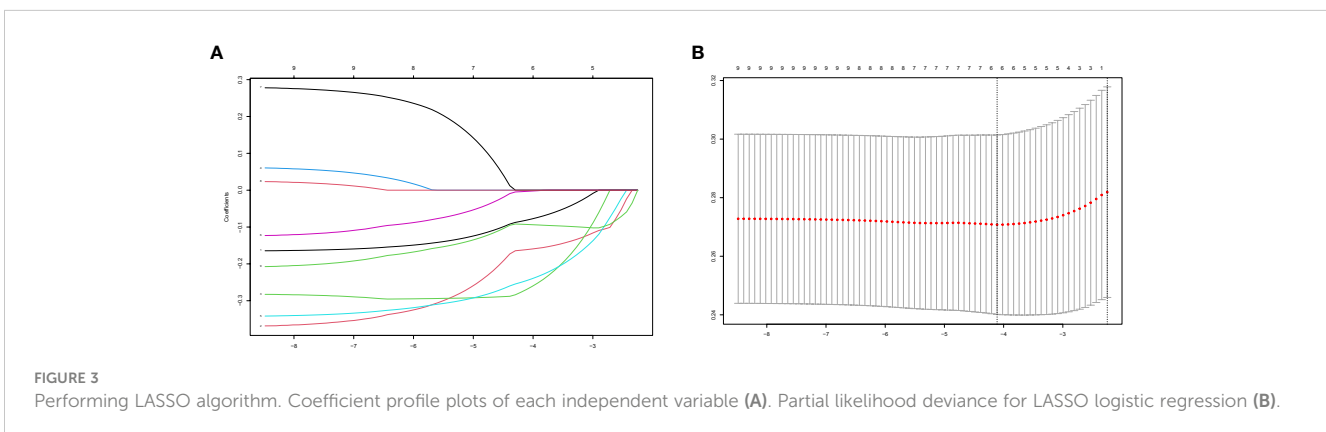 A
B
9 9 8 7 6 5
9 9 9 9 9 9 9 9 9 9 8 8 8 8 8 7 7 7 7 7 7 7 6 6 6 5 5 5 5 4 3 3 1
0.3
0.2
0.1
0.0
-0.1
-0.2
-0.3
Coefficients
-8 -7 -6 -5 -4 -3
0.32
0.30
0.28
0.26
0.24
-8 -7 -6 -5 -4 -3
FIGURE 3
Performing LASSO algorithm. Coefficient profile plots of each independent variable (A). Partial likelihood deviance for LASSO logistic regression (B).